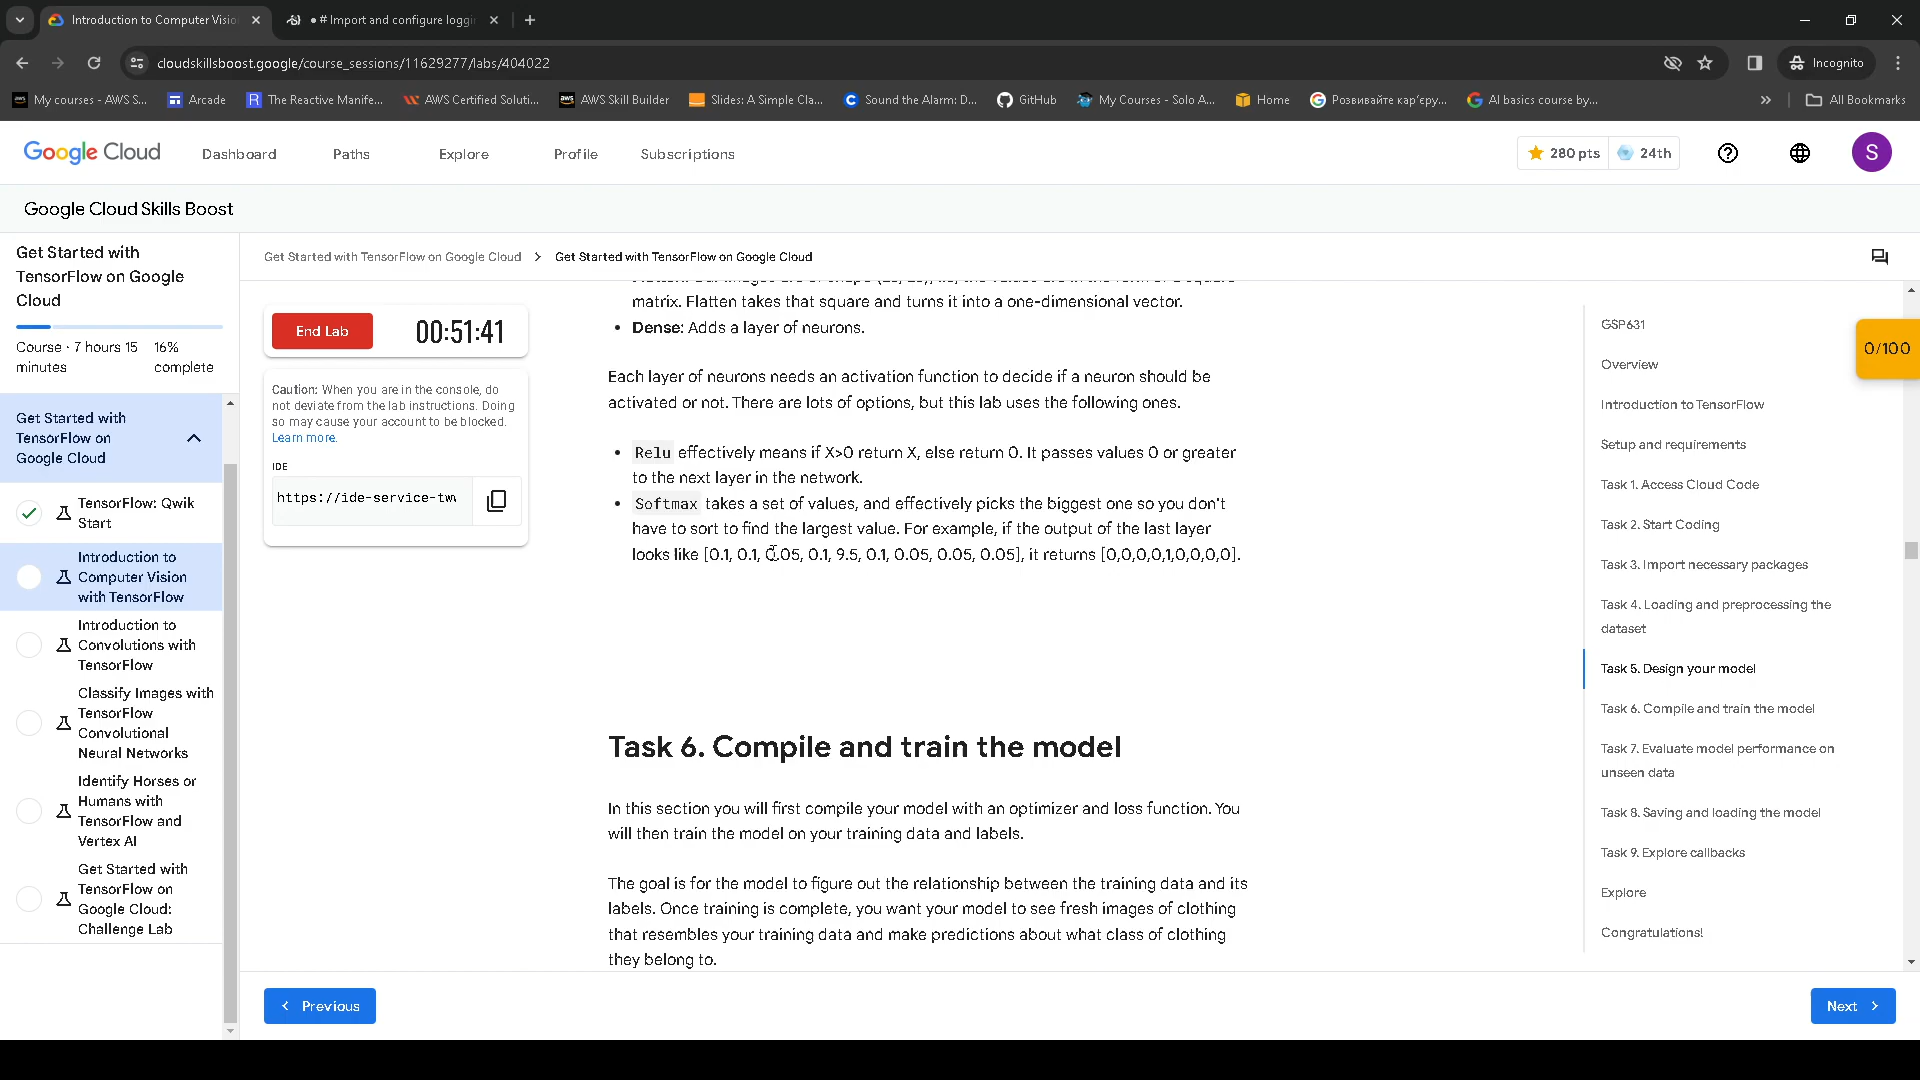 Introduction to Computer Visio
# Import and configure loggi
cloudskillsboost.google/course_sessions/11629277/labs/404022
Incognito
My courses - AWS S...
Arcade
The Reactive Manife...
AWS Certified Soluti...
AWS Skill Builder
Slides: A Simple Cla...
Sound the Alarm: D...
GitHub
My Courses - Solo A...
Home
Розвивайте кар'єру...
AI basics course by...
All Bookmarks
Google Cloud
Dashboard
Paths
Explore
Profile
Subscriptions
280 pts
24th
S
Google Cloud Skills Boost
Get Started with
TensorFlow on Google
Cloud
Course · 7 hours 15
minutes
16%
complete
Get Started with
TensorFlow on
Google Cloud
TensorFlow: Qwik
Start
Introduction to
Computer Vision
with TensorFlow
Introduction to
Convolutions with
TensorFlow
Classify Images with
TensorFlow
Convolutional
Neural Networks
Identify Horses or
Humans with
TensorFlow and
Vertex AI
Get Started with
TensorFlow on
Google Cloud:
Challenge Lab
Get Started with TensorFlow on Google Cloud > Get Started with TensorFlow on Google Cloud
End Lab
00:51:41
Caution: When you are in the console, do
not deviate from the lab instructions. Doing
so may cause your account to be blocked.
Learn more.
IDE
https://ide-service-tw
matrix. Flatten takes that square and turns it into a one-dimensional vector.
• Dense: Adds a layer of neurons.
Each layer of neurons needs an activation function to decide if a neuron should be
activated or not. There are lots of options, but this lab uses the following ones.
• Relu effectively means if X>0 return X, else return 0. It passes values 0 or greater
to the next layer in the network.
• Softmax takes a set of values, and effectively picks the biggest one so you don't
have to sort to find the largest value. For example, if the output of the last layer
looks like [0.1, 0.1, 0.05, 0.1, 9.5, 0.1, 0.05, 0.05, 0.05], it returns [0,0,0,0,1,0,0,0,0].
Task 6. Compile and train the model
In this section you will first compile your model with an optimizer and loss function. You
will then train the model on your training data and labels.
The goal is for the model to figure out the relationship between the training data and its
labels. Once training is complete, you want your model to see fresh images of clothing
that resembles your training data and make predictions about what class of clothing
they belong to.
GSP631
Overview
Introduction to TensorFlow
Setup and requirements
Task 1. Access Cloud Code
Task 2. Start Coding
Task 3. Import necessary packages
Task 4. Loading and preprocessing the
dataset
Task 5. Design your model
Task 6. Compile and train the model
Task 7. Evaluate model performance on
unseen data
Task 8. Saving and loading the model
Task 9. Explore callbacks
Explore
Congratulations!
0/100
Previous
Next